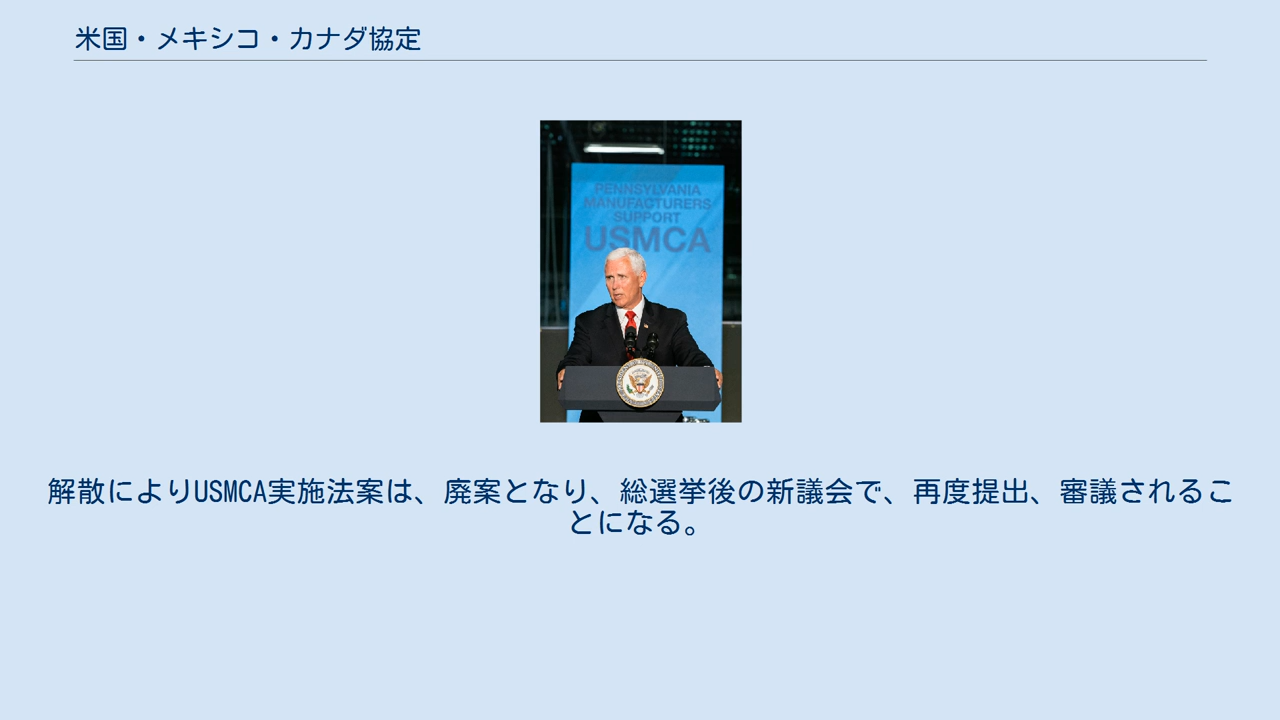 米国・メキシコ・カナダ協定
PENNSYLVANIA
MANUFACTURERS
SUPPORT
USMCA
解散によりUSMCA実施法案は、廃案となり、総選挙後の新議会で、再度提出、審議されるこ
とになる。